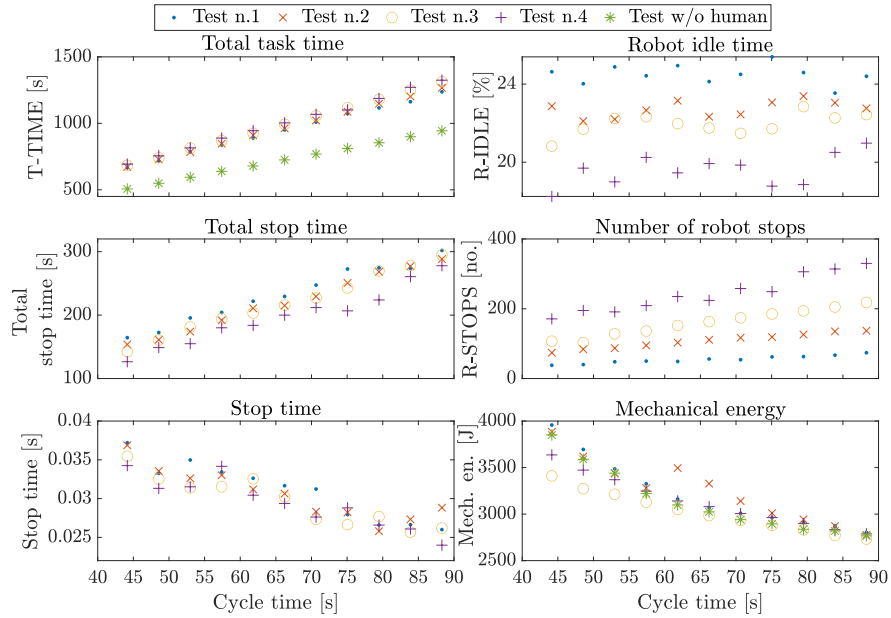 Test n.1 Test n.2 Test n.3 Test n.4 Test w/o human
Total task time
T-TIME [s]
1500
1000
500
Robot idle time
R-IDLE [%]
24
20
Total stop time
Total
stop time [s]
300
200
100
Number of robot stops
R-STOPS [no.]
400
200
0
Stop time
Stop time [s]
0.04
0.035
0.03
0.025
40 45 50 55 60 65 70 75 80 85 90
Cycle time [s]
Mechanical energy
Mech. en. [J]
4000
3500
3000
2500
40 45 50 55 60 65 70 75 80 85 90
Cycle time [s]